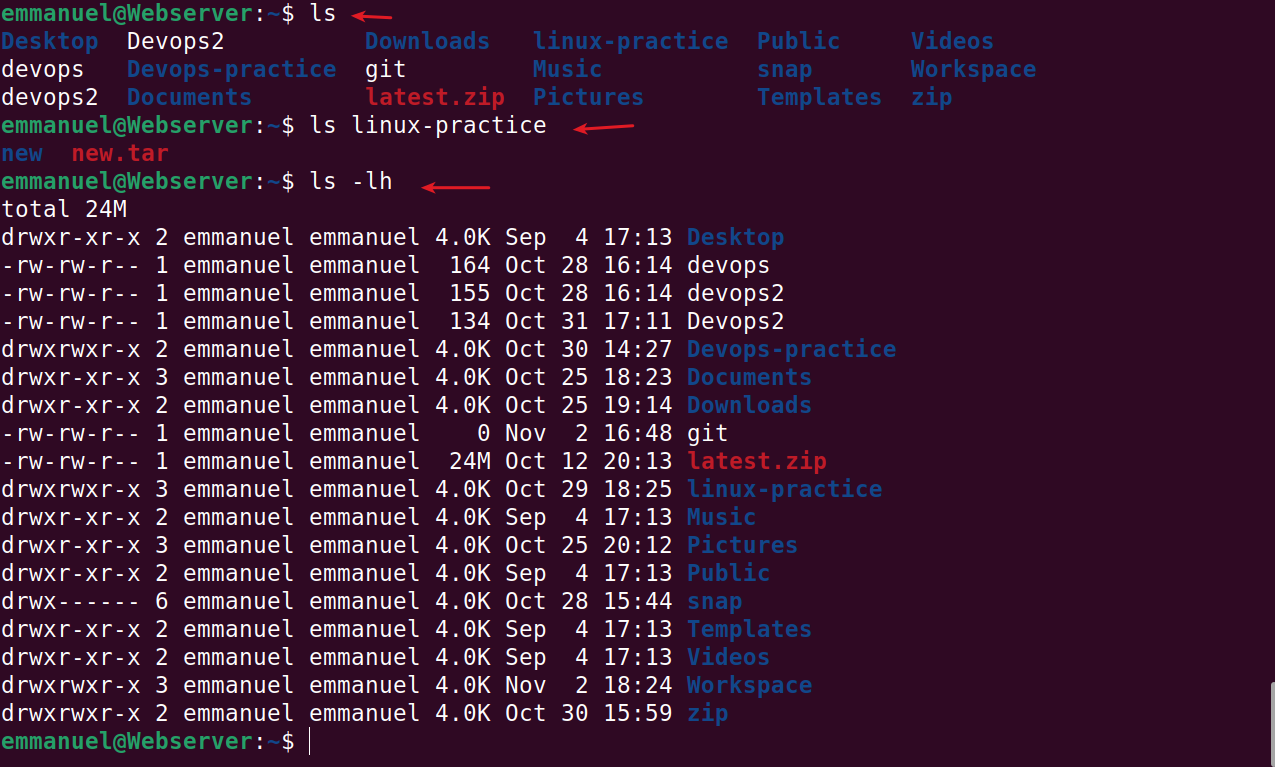 emmanuel@Webserver:~$ ls
Desktop  Devops2          Downloads   linux-practice  Public     Videos
devops   Devops-practice  git         Music           snap       Workspace
devops2  Documents        latest.zip  Pictures        Templates  zip
emmanuel@Webserver:~$ ls linux-practice
new  new.tar
emmanuel@Webserver:~$ ls -lh
total 24M
drwxr-xr-x 2 emmanuel emmanuel 4.0K Sep  4 17:13 Desktop
-rw-rw-r-- 1 emmanuel emmanuel  164 Oct 28 16:14 devops
-rw-rw-r-- 1 emmanuel emmanuel  155 Oct 28 16:14 devops2
-rw-rw-r-- 1 emmanuel emmanuel  134 Oct 31 17:11 Devops2
drwxrwxr-x 2 emmanuel emmanuel 4.0K Oct 30 14:27 Devops-practice
drwxr-xr-x 3 emmanuel emmanuel 4.0K Oct 25 18:23 Documents
drwxr-xr-x 2 emmanuel emmanuel 4.0K Oct 25 19:14 Downloads
-rw-rw-r-- 1 emmanuel emmanuel    0 Nov  2 16:48 git
-rw-rw-r-- 1 emmanuel emmanuel  24M Oct 12 20:13 latest.zip
drwxrwxr-x 3 emmanuel emmanuel 4.0K Oct 29 18:25 linux-practice
drwxr-xr-x 2 emmanuel emmanuel 4.0K Sep  4 17:13 Music
drwxr-xr-x 3 emmanuel emmanuel 4.0K Oct 25 20:12 Pictures
drwxr-xr-x 2 emmanuel emmanuel 4.0K Sep  4 17:13 Public
drwx------ 6 emmanuel emmanuel 4.0K Oct 28 15:44 snap
drwxr-xr-x 2 emmanuel emmanuel 4.0K Sep  4 17:13 Templates
drwxr-xr-x 2 emmanuel emmanuel 4.0K Sep  4 17:13 Videos
drwxrwxr-x 3 emmanuel emmanuel 4.0K Nov  2 18:24 Workspace
drwxrwxr-x 2 emmanuel emmanuel 4.0K Oct 30 15:59 zip
emmanuel@Webserver:~$